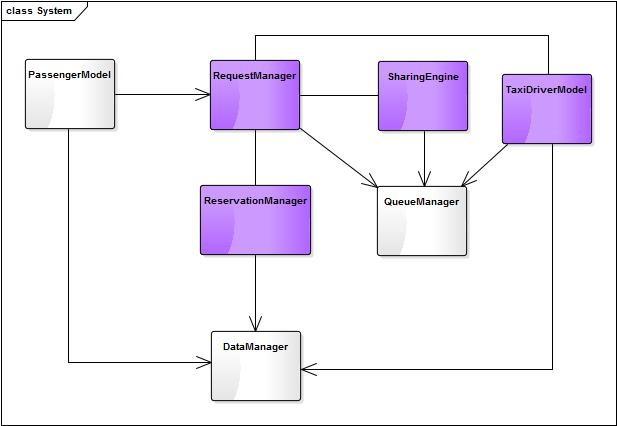 class System
PassengerModel
RequestManager
SharingEngine
TaxiDriverModel
ReservationManager
QueueManager
DataManager